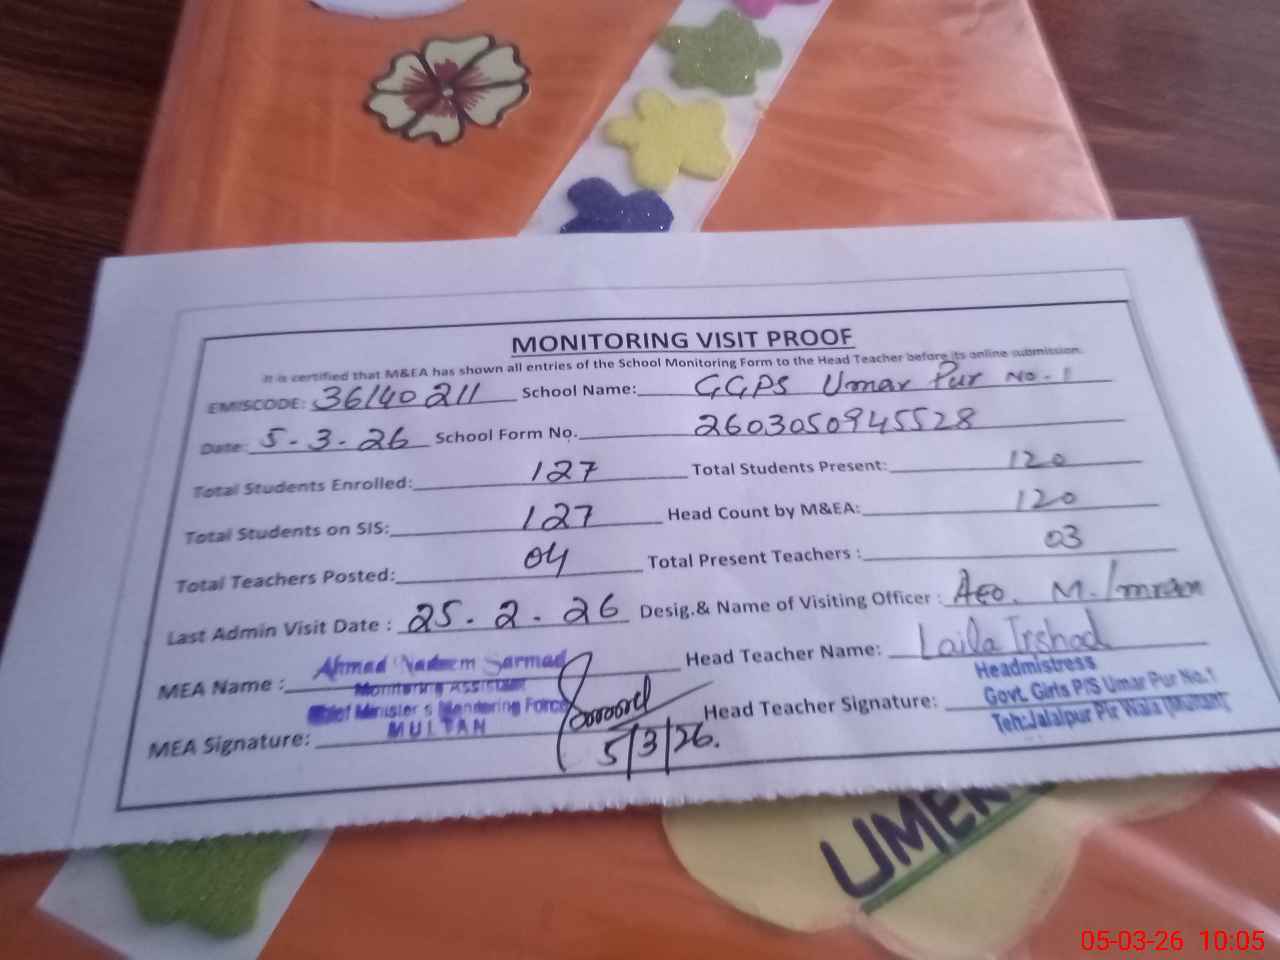 MONITORING VISIT PROOF
It is certified that M&EA has shown all entries of the School Monitoring Form to the Head Teacher before its online submission.
EMISCODE: 36140211 School Name: GGPS Umar Pur No. 1
Date: 5-3-26 School Form No. 2603050945528
Total Students Enrolled: 127 Total Students Present: 120
Total Students on SIS: 127 Head Count by M&EA: 120
Total Teachers Posted: 04 Total Present Teachers : 03
Last Admin Visit Date : 25.2.26 Desig.& Name of Visiting Officer : Aeo. M. Imran
MEA Name : Ahmad Nadeem Sarmad Head Teacher Name: Laila Irshad
Monitoring Assistant
Chief Minister's Monitoring Force
MULTAN
MEA Signature: 5/3/26. Head Teacher Signature:
Headmistress
Govt. Girls P/S Umar Pur No.1
Teh:Jalalpur Pir Wala (Multan)
05-03-26 10:05